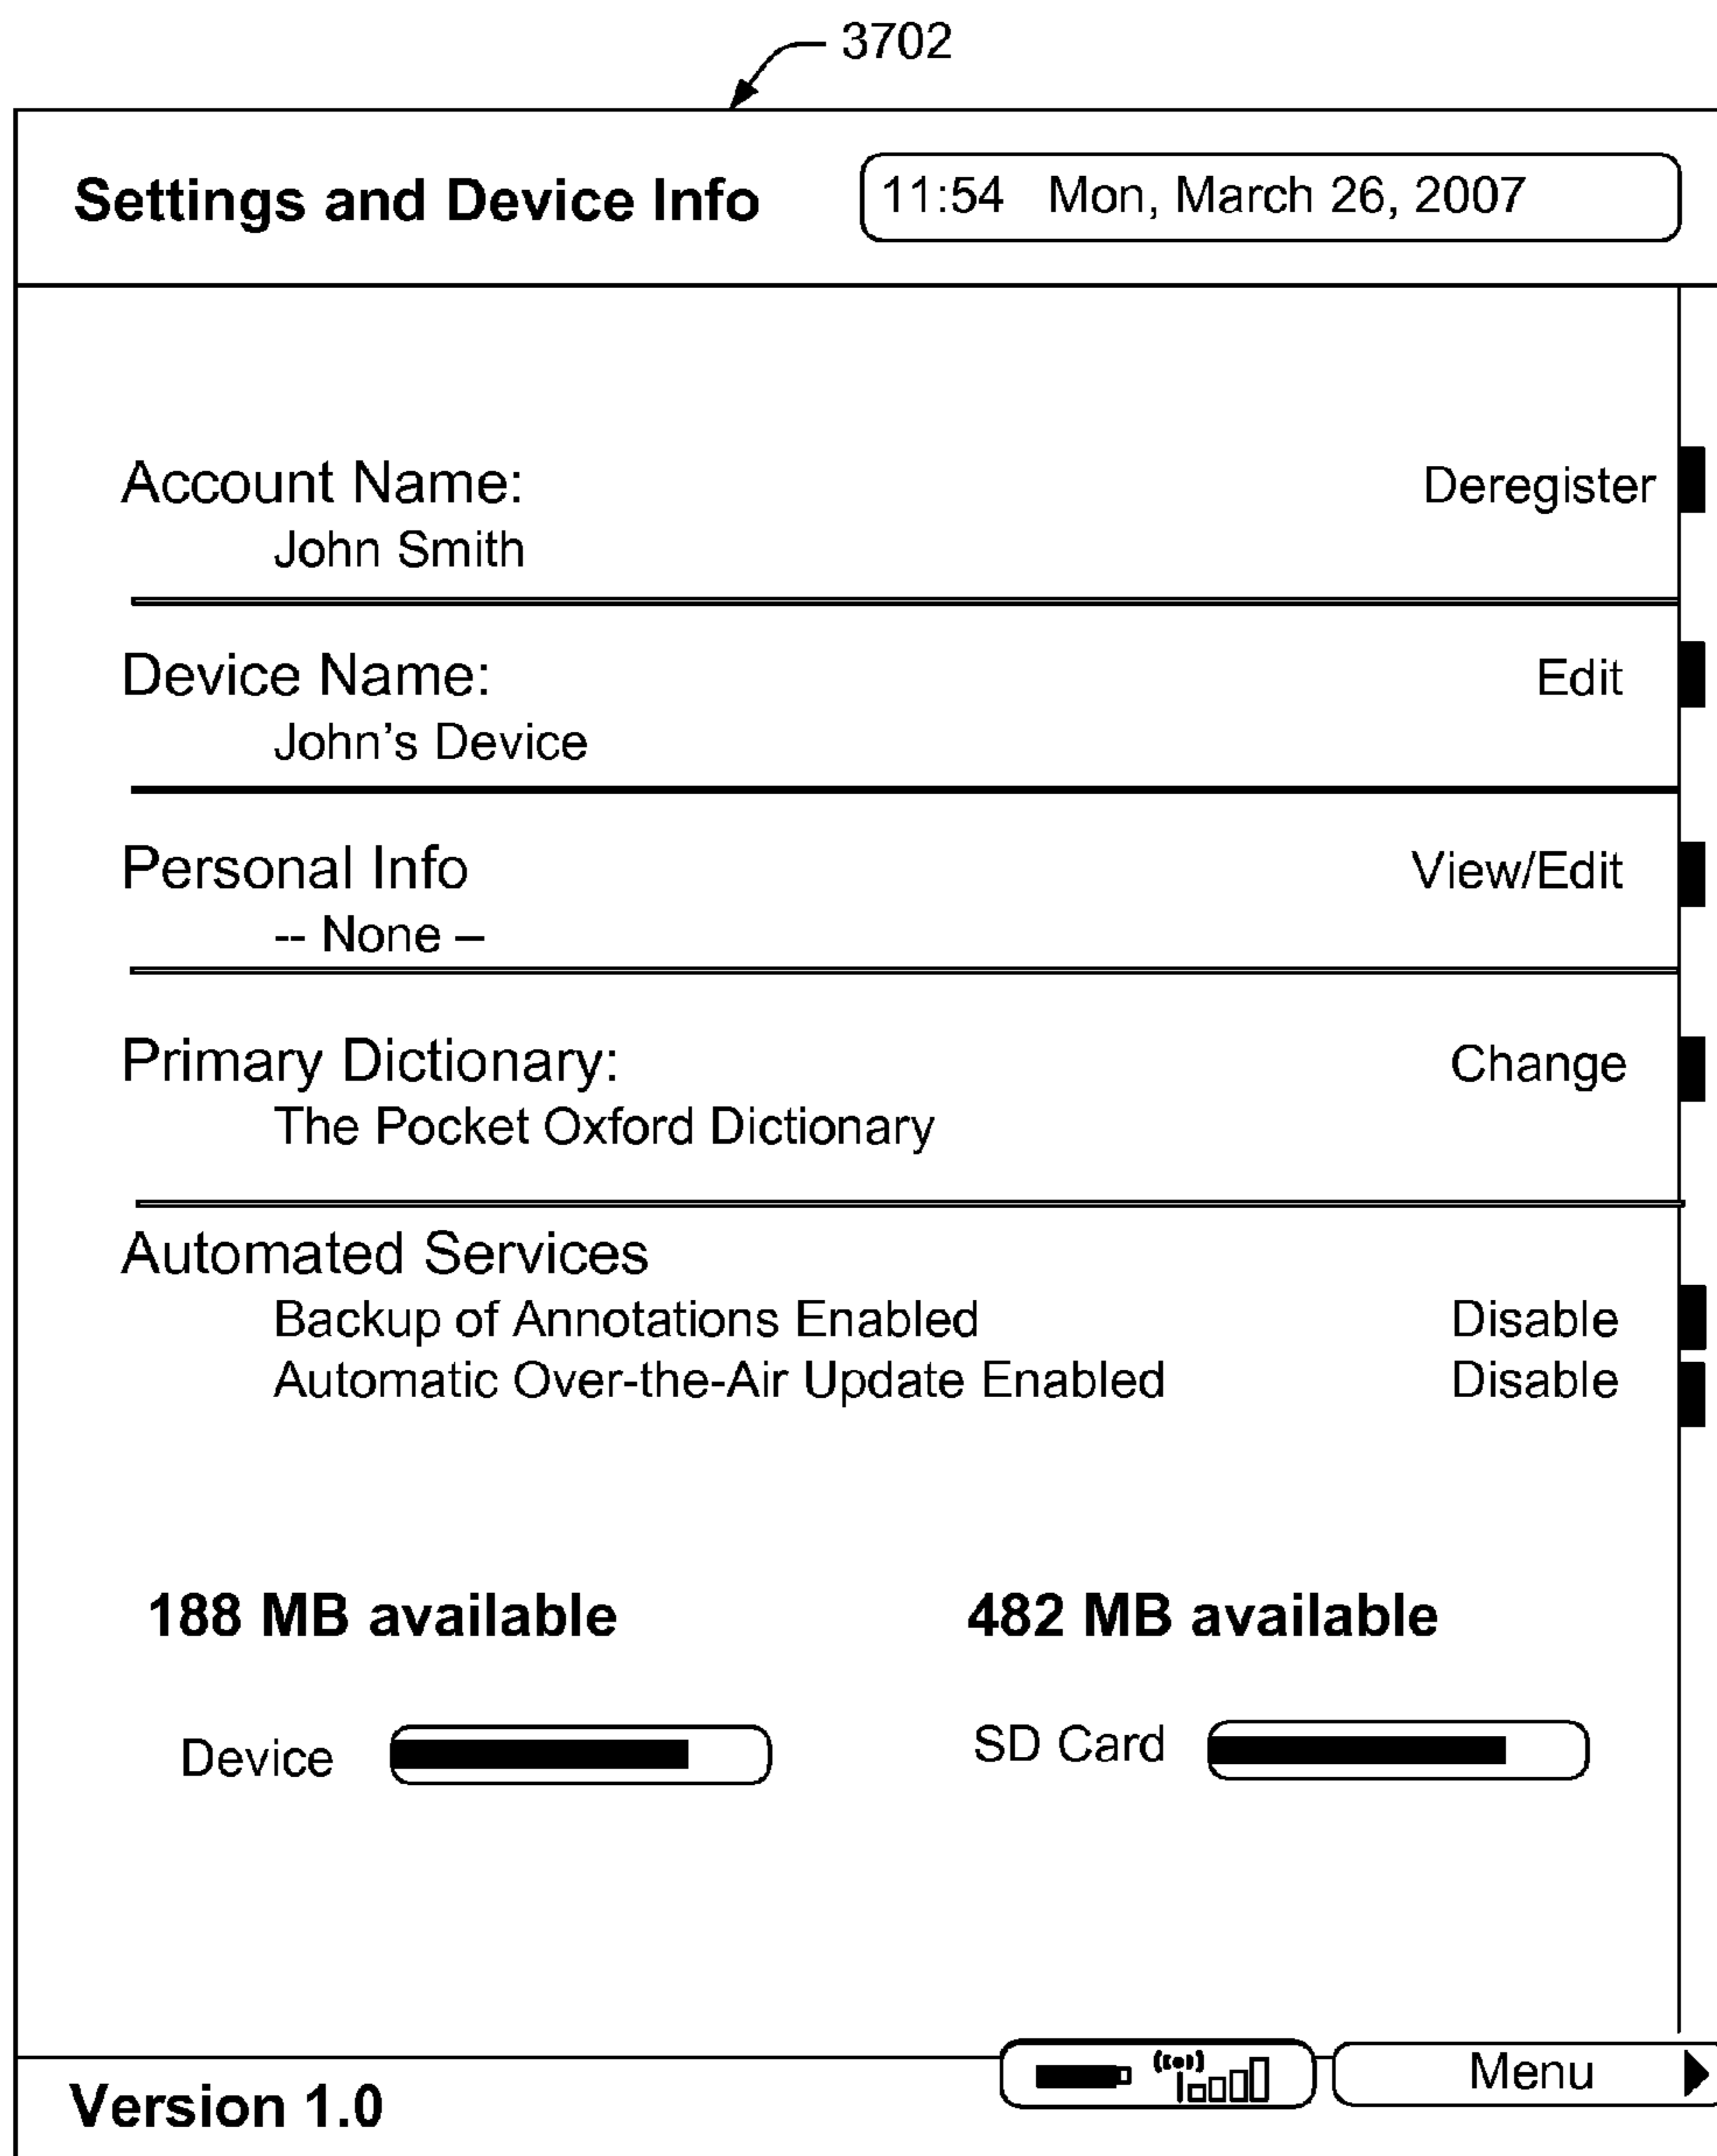 3702
Settings and Device Info 11:54 Mon, March 26, 2007
Account Name: Deregister
John Smith
Device Name: Edit
John’s Device
Personal Info View/Edit
-- None –
Primary Dictionary: Change
The Pocket Oxford Dictionary
Automated Services
Backup of Annotations Enabled Disable
Automatic Over-the-Air Update Enabled Disable
188 MB available 482 MB available
Device SD Card
Menu
Version 1.0